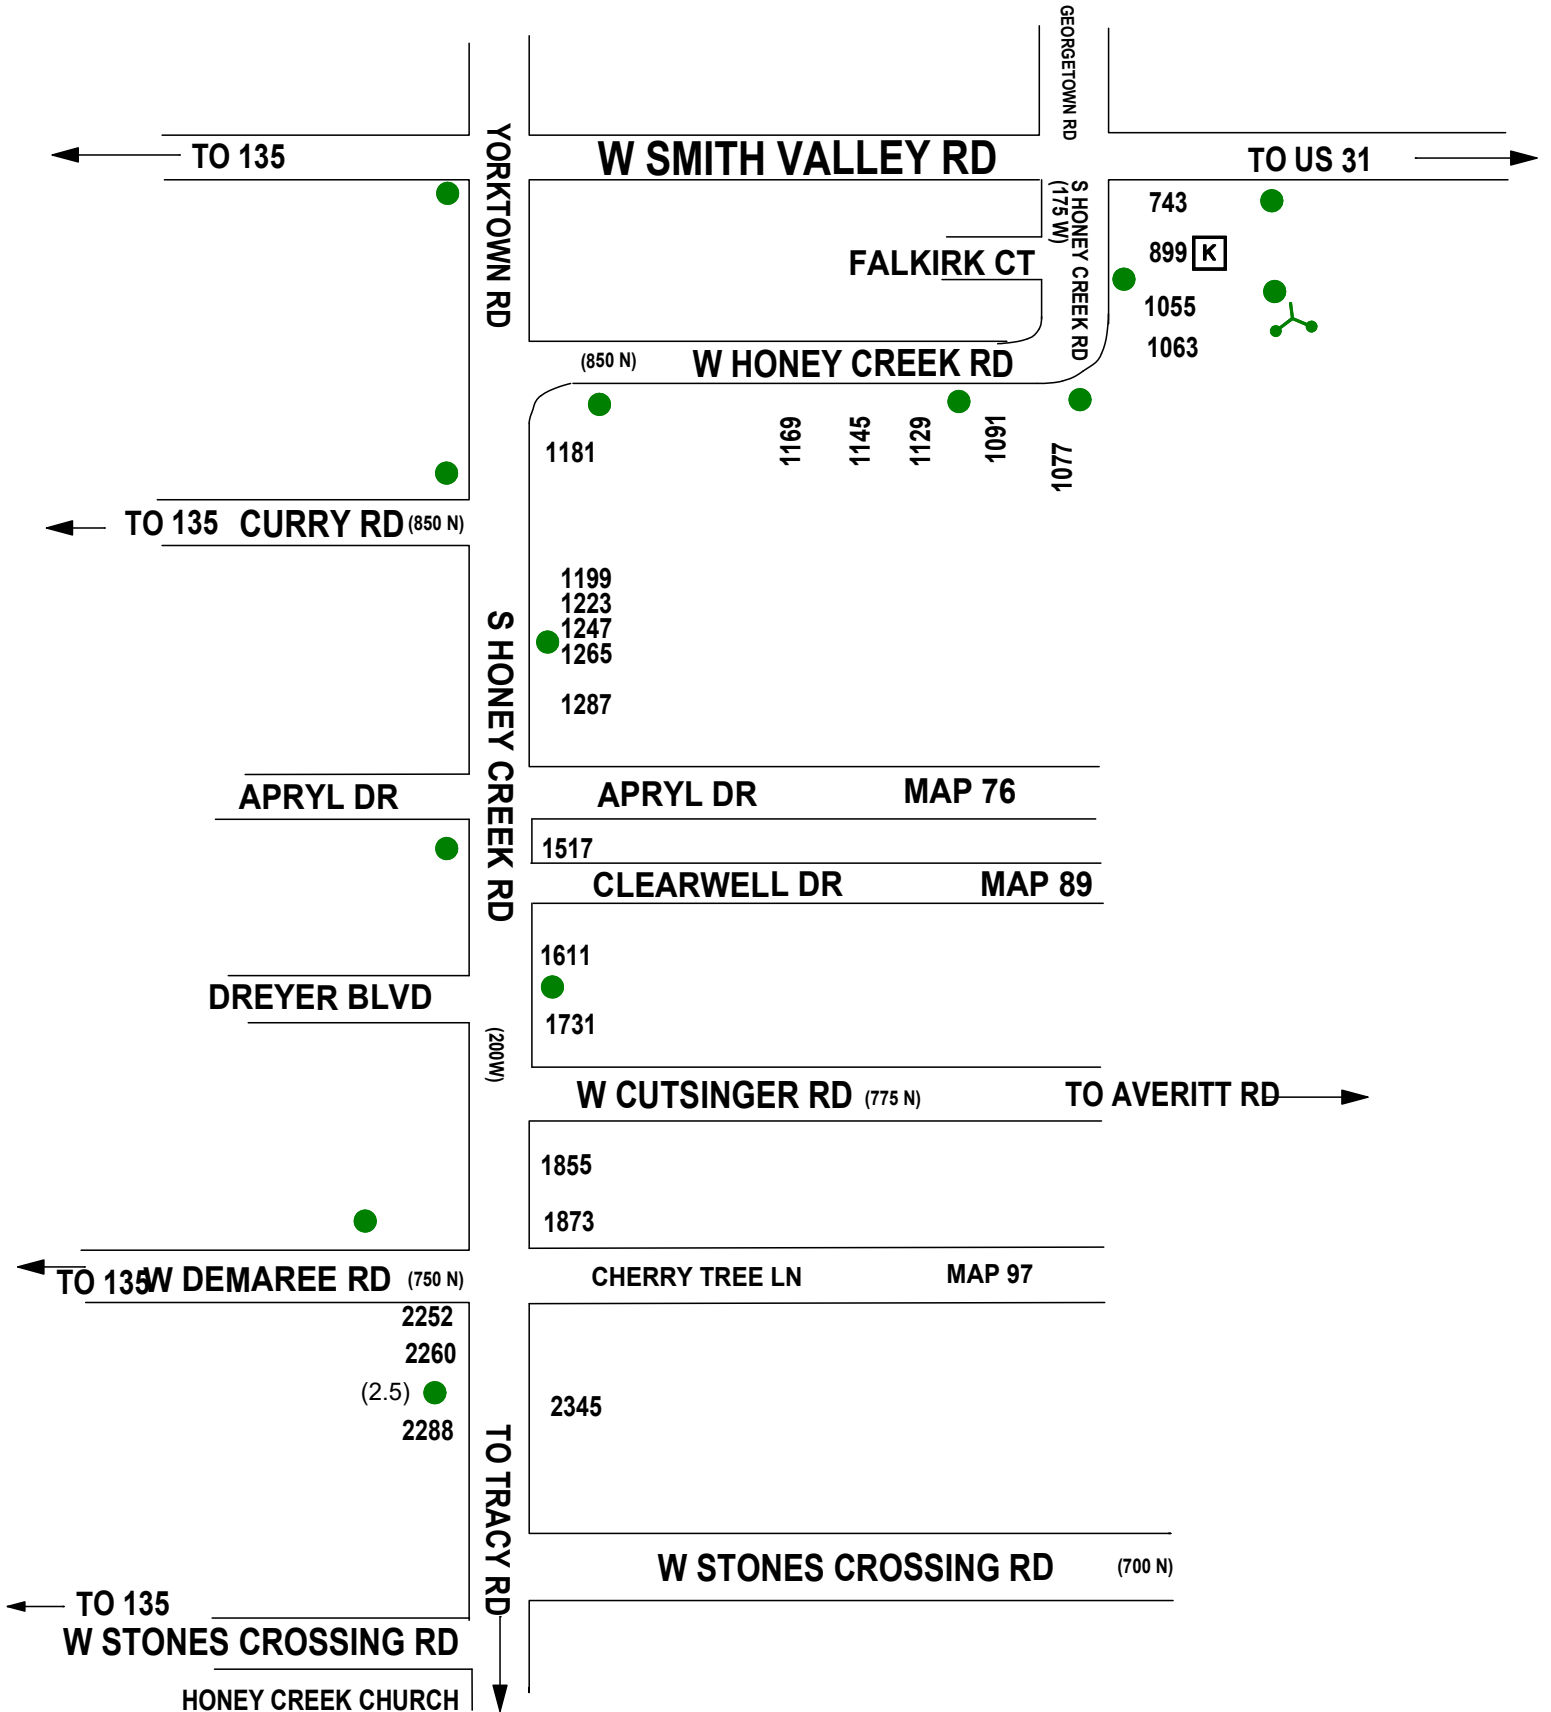 GEORGETOWN RD
TO 135
YORKTOWN RD
W SMITH VALLEY RD
TO US 31
S HONEY CREEK RD
(175 W)
743
899 K
FALKIRK CT
1055
1063
(850 N)
W HONEY CREEK RD
1181
1169
1145
1129
1091
1077
TO 135 CURRY RD (850 N)
1199
1223
1247
1265
1287
S HONEY CREEK RD
APRYL DR
APRYL DR
MAP 76
1517
CLEARWELL DR
MAP 89
1611
DREYER BLVD
1731
(200W)
W CUTSINGER RD (775 N)
TO AVERITT RD
1855
1873
TO 135
W DEMAREE RD (750 N)
CHERRY TREE LN
MAP 97
2252
2260
(2.5)
2288
2345
TO TRACY RD
W STONES CROSSING RD
(700 N)
TO 135
W STONES CROSSING RD
HONEY CREEK CHURCH